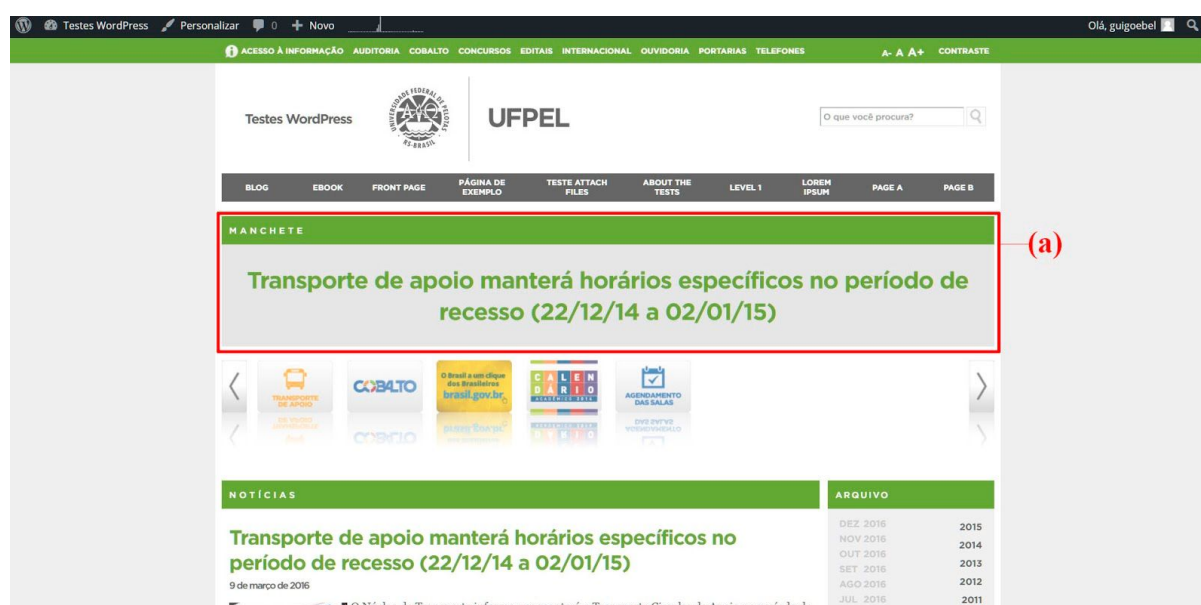 Testes WordPress Personalizar 0 Novo Olá, guigoebel
ACESSO À INFORMAÇÃO AUDITORIA COBALTO CONCURSOS EDITAIS INTERNACIONAL OUVIDORIA PORTARIAS TELEFONES A- A A+ CONTRASTE
Testes WordPress
UNIVERSIDADE FEDERAL DE PELOTAS
RS-BRASIL
UFPEL
O que você procura?
BLOG EBOOK FRONT PAGE PÁGINA DE EXEMPLO TESTE ATTACH FILES ABOUT THE TESTS LEVEL 1 LOREM IPSUM PAGE A PAGE B
MANCHETE
(a)
Transporte de apoio manterá horários específicos no período de
recesso (22/12/14 a 02/01/15)
TRANSPORTE
DE APOIO
COBALTO
O Brasil a um clique
dos Brasileiros
brasil.gov.br
CALEN
DÁRIO
ACADÊMICO 2014
AGENDAMENTO
DAS SALAS
NOTÍCIAS
Transporte de apoio manterá horários específicos no
período de recesso (22/12/14 a 02/01/15)
9 de março de 2016
ARQUIVO
DEZ 2016 2015
NOV 2016 2014
OUT 2016 2013
SET 2016 2012
AGO 2016 2011
JUL 2016